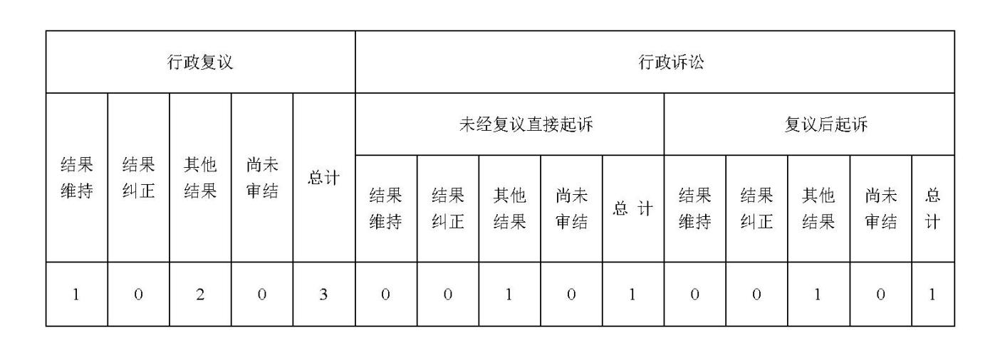 行政复议
行政诉讼
未经复议直接起诉
复议后起诉
结果
维持
结果
纠正
其他
结果
尚未
审结
总计
结果
维持
结果
纠正
其他
结果
尚未
审结
总 计
结果
维持
结果
纠正
其他
结果
尚未
审结
总
计
1 0 2 0 3 0 0 1 0 1 0 0 1 0 1